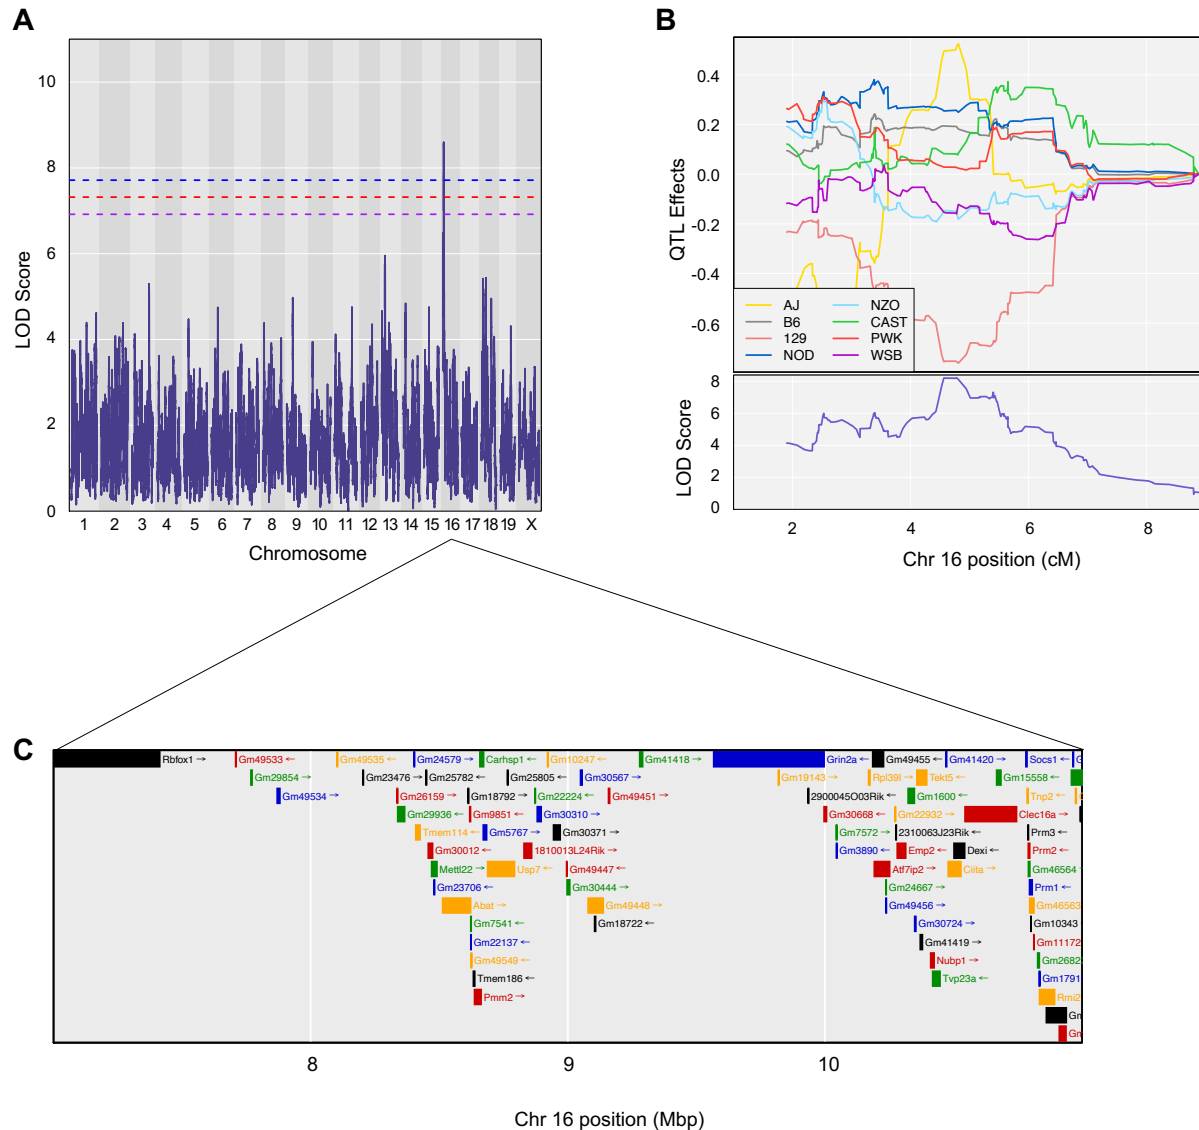 A
B
10
8
6
4
2
0
LOD Score
1 2 3 4 5 6 7 8 9 10 11 12 13 14 15 16 17 18 19 X
Chromosome
0.4
0.2
0.0
-0.2
-0.4
-0.6
QTL Effects
AJ NZO
B6 CAST
129 PWK
NOD WSB
8
6
4
2
0
LOD Score
2 4 6 8
Chr 16 position (cM)
C
Rbfox1 → Gm49533 → Gm49535 ← Gm24579 → Carhsp1 ← Gm10247 ← Gm41418 → Grin2a ← Gm49455 ← Gm41420 → Socs1 ← G
Gm29854 → Gm23476 ← Gm25782 ← Gm25805 ← Gm30567 ← Gm19143 ← Rpl39l ← Tekt5 ← Gm15558 ←
Gm49534 ← Gm26159 → Gm18792 ← Gm22224 ← Gm49451 ← 2900045O03Rik ← Gm1600 ← Tnp2 ←
Gm29936 ← Gm9851 ← Gm30310 ← Gm30668 ← Gm22932 ← Clec16a →
Tmem114 ← Gm5767 → Gm30371 ← Gm7572 → 2310063J23Rik ← Prm3 ←
Gm30012 ← 1810013L24Rik → Gm3890 ← Emp2 ← Dexi ← Prm2 ←
Mettl22 → Usp7 ← Gm49447 ← Atf7ip2 → Ciita → Gm46564 →
Gm23706 ← Gm30444 → Gm24667 ← Prm1 ←
Abat → Gm49448 ← Gm49456 → Gm46563
Gm7541 ← Gm18722 ← Gm30724 → Gm10343 ←
Gm22137 ← Gm41419 → Gm11172
Gm49549 ← Nubp1 → Gm2682
Tmem186 ← Tvp23a ← Gm1791
Pmm2 → Rmi2
Gm
Gm
8 9 10
Chr 16 position (Mbp)